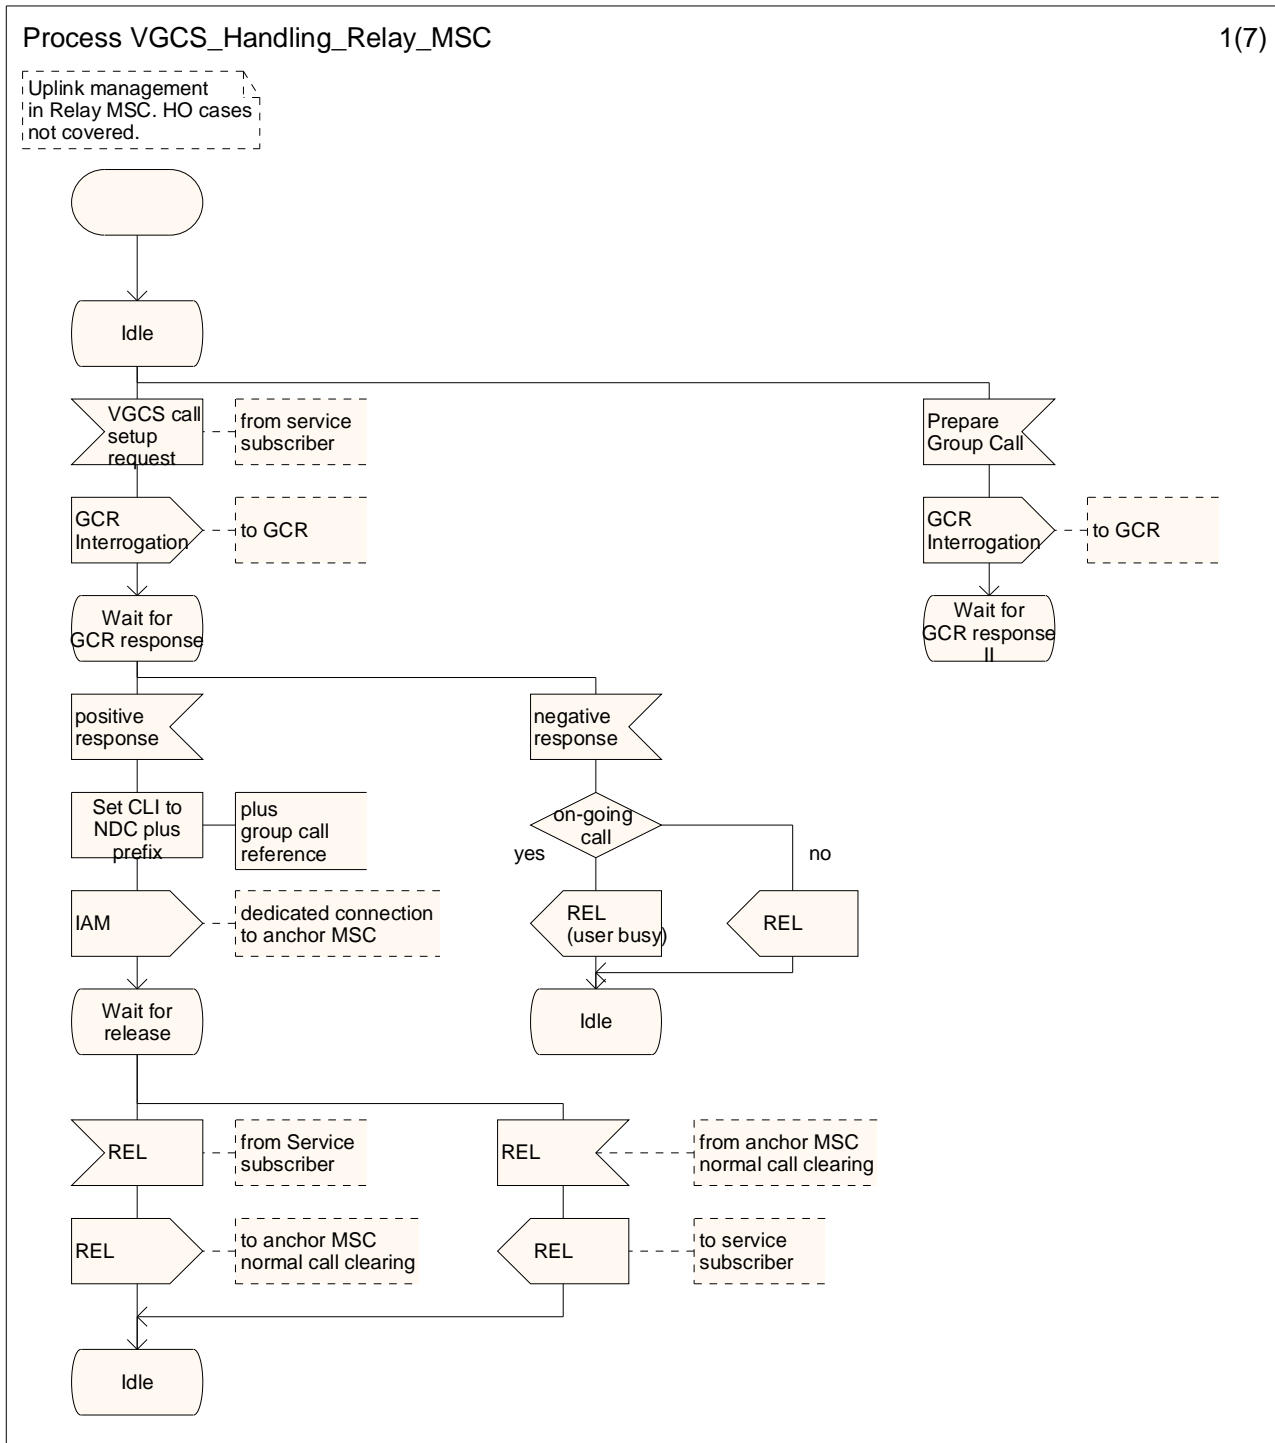 Process VGCS_Handling_Relay_MSC
1(7)
Uplink management
in Relay MSC. HO cases
not covered.
Idle
VGCS call
setup
request
from service
subscriber
Prepare
Group Call
GCR
Interrogation
to GCR
GCR
Interrogation
to GCR
Wait for
GCR response
Wait for
GCR response
II
positive
response
negative
response
Set CLI to
NDC plus
prefix
plus
group call
reference
on-going
call
yes
no
IAM
dedicated connection
to anchor MSC
REL
(user busy)
REL
Wait for
release
Idle
REL
from Service
subscriber
REL
from anchor MSC
normal call clearing
REL
to anchor MSC
normal call clearing
REL
to service
subscriber
Idle